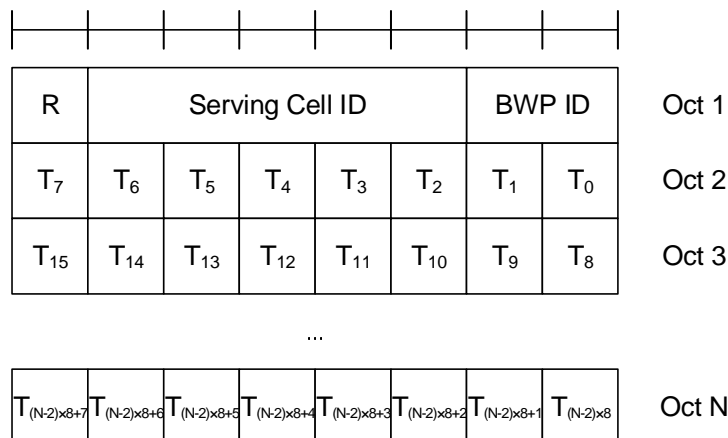 R Serving Cell ID BWP ID Oct 1
T7 T6 T5 T4 T3 T2 T1 T0 Oct 2
T15 T14 T13 T12 T11 T10 T9 T8 Oct 3
...
T(N-2)×8+7 T(N-2)×8+6 T(N-2)×8+5 T(N-2)×8+4 T(N-2)×8+3 T(N-2)×8+2 T(N-2)×8+1 T(N-2)×8 Oct N